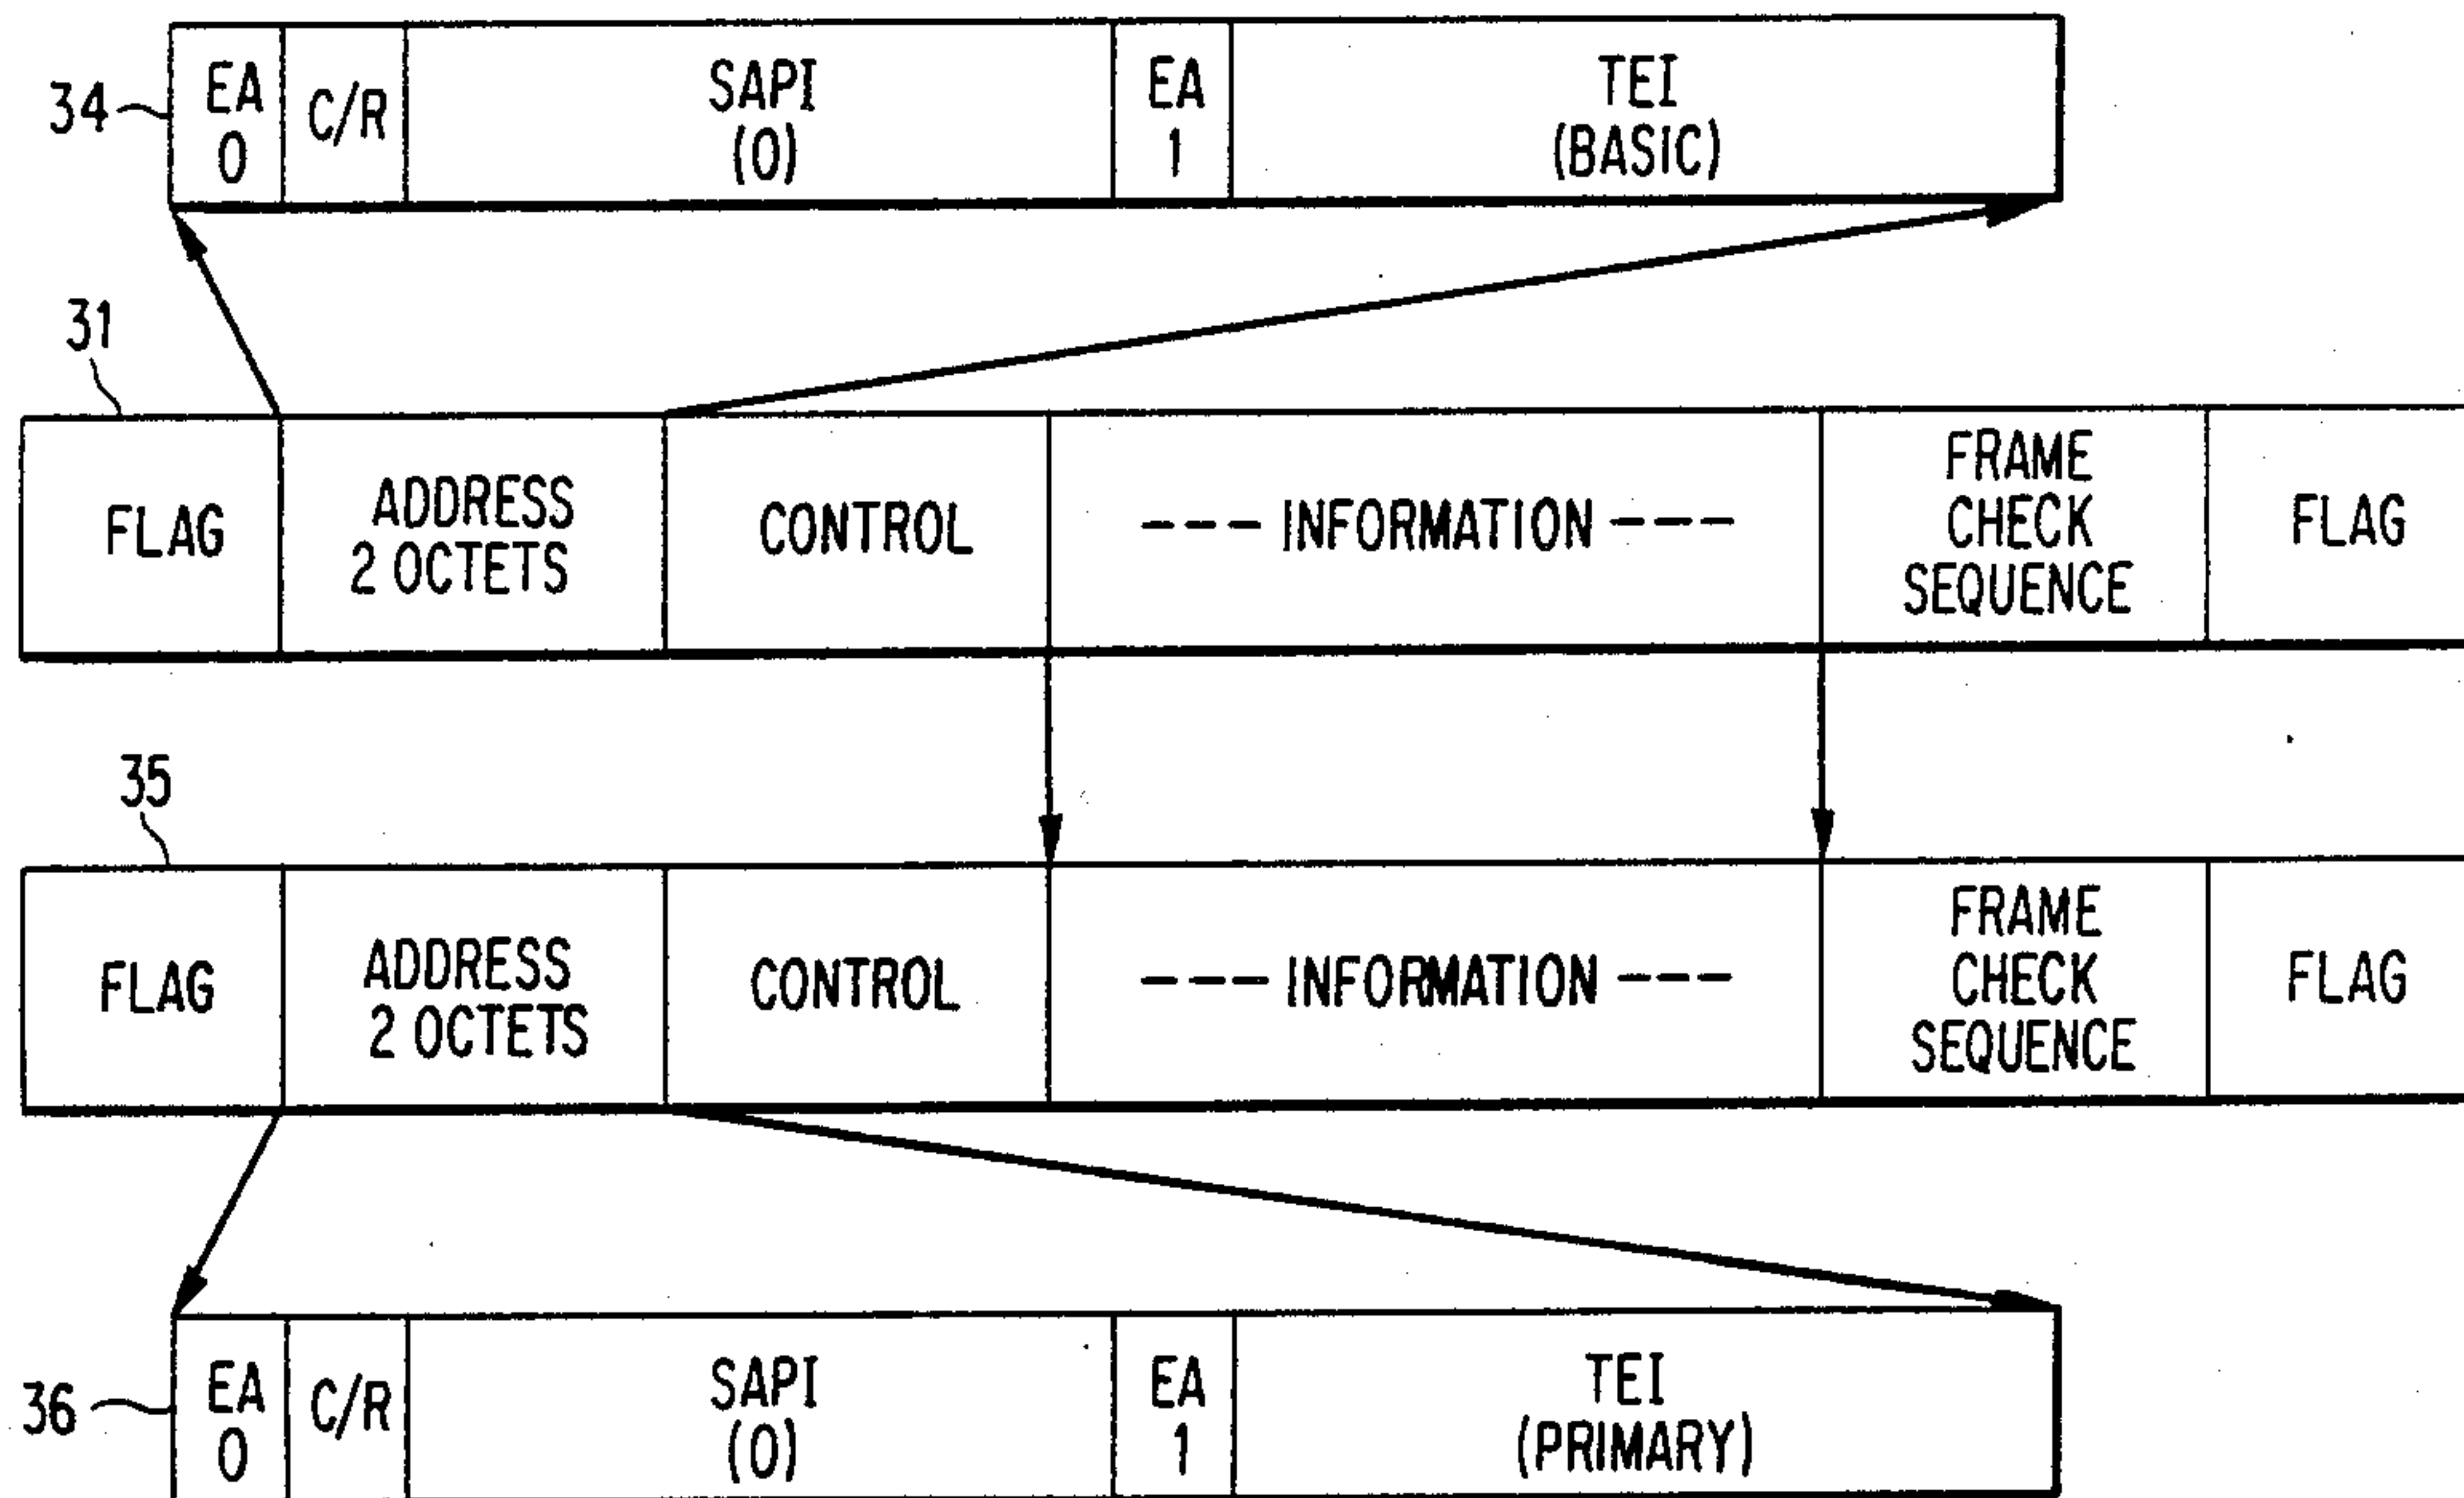 34
EA
0
C/R
SAPI
(0)
EA
1
TEI
(BASIC)
31
FLAG
ADDRESS
2 OCTETS
CONTROL
--- INFORMATION ---
FRAME
CHECK
SEQUENCE
FLAG
35
FLAG
ADDRESS
2 OCTETS
CONTROL
--- INFORMATION ---
FRAME
CHECK
SEQUENCE
FLAG
36
EA
0
C/R
SAPI
(0)
EA
1
TEI
(PRIMARY)